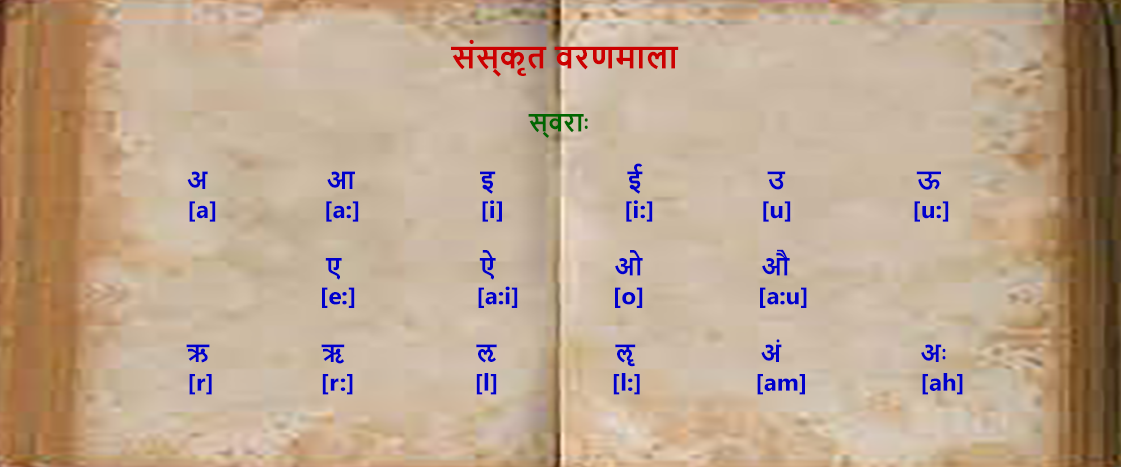 संस्कृत वरणमाला
स्वराः
अ आ इ ई उ ऊ
[a] [a:] [i] [i:] [u] [u:]
ए ऐ ओ औ
[e:] [a:i] [o] [a:u]
ऋ ॠ ऌ ॡ अं अः
[r] [r:] [l] [l:] [am] [ah]